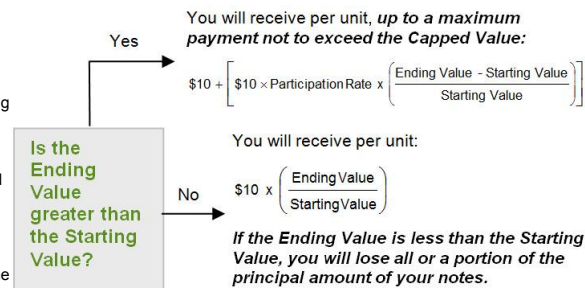 You will receive per unit, up to a maximum
payment not to exceed the Capped Value:
Yes
$10 + [ $10 × Participation Rate x ( Ending Value - Starting Value
Starting Value ) ]
g
Is the
Ending
Value
greater than
the Starting
Value?
No
You will receive per unit:
$10 x ( Ending Value
Starting Value )
If the Ending Value is less than the Starting
Value, you will lose all or a portion of the
principal amount of your notes.
e